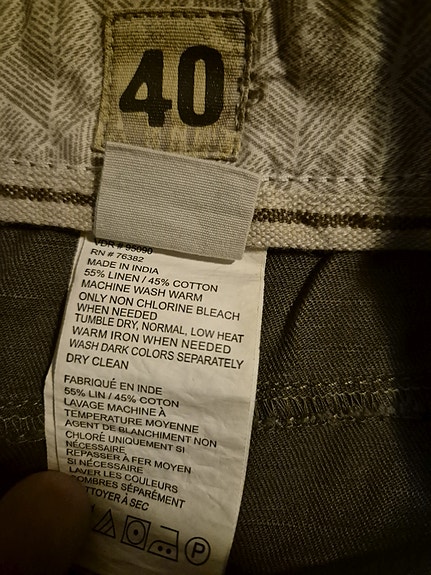 40
VDR # 95090
RN # 76382
MADE IN INDIA
55% LINEN / 45% COTTON
MACHINE WASH WARM
ONLY NON CHLORINE BLEACH
WHEN NEEDED
TUMBLE DRY, NORMAL, LOW HEAT
WARM IRON WHEN NEEDED
WASH DARK COLORS SEPARATELY
DRY CLEAN
FABRIQUÉ EN INDE
55% LIN / 45% COTON
LAVAGE MACHINE À
TEMPÉRATURE MOYENNE
AGENT DE BLANCHIMENT NON
CHLORÉ UNIQUEMENT SI
NÉCESSAIRE
REPASSER À FER MOYEN
SI NÉCESSAIRE
LAVER LES COULEURS
SOMBRES SÉPARÉMENT
NETTOYER À SEC
P